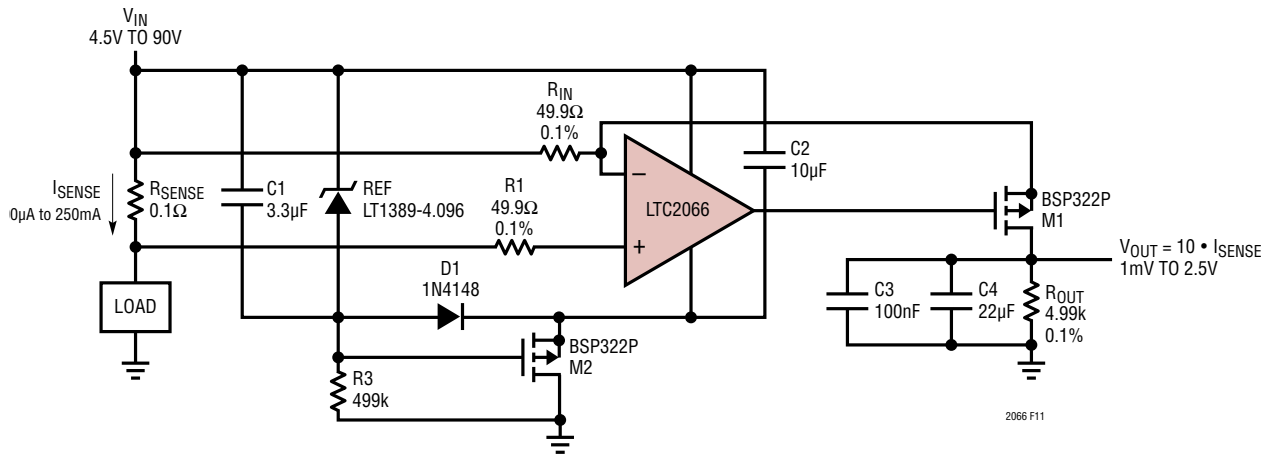 V_IN
4.5V TO 90V
I_SENSE
0µA to 250mA
R_SENSE
0.1Ω
C1
3.3µF
REF
LT1389-4.096
R_IN
49.9Ω
0.1%
R1
49.9Ω
0.1%
D1
1N4148
LOAD
R3
499k
−
+
LTC2066
C2
10µF
BSP322P
M2
BSP322P
M1
V_OUT = 10 • I_SENSE
1mV TO 2.5V
C3
100nF
C4
22µF
R_OUT
4.99k
0.1%
2066 F11